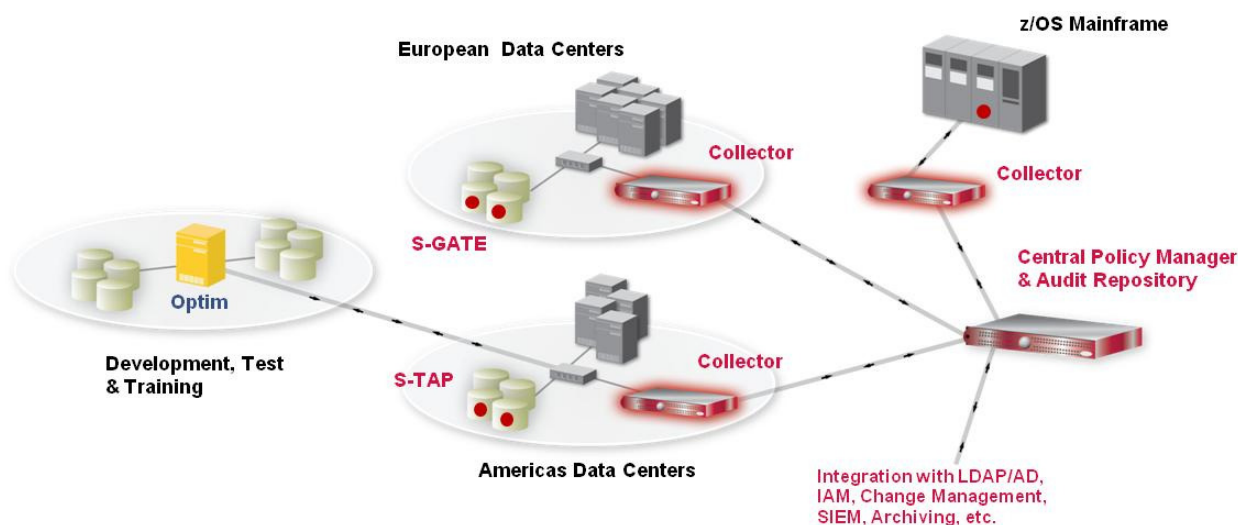 z/OS Mainframe
European Data Centers
Collector
Collector
S-GATE
Central Policy Manager
& Audit Repository
Optim
Development, Test
& Training
Collector
S-TAP
Americas Data Centers
Integration with LDAP/AD,
IAM, Change Management,
SIEM, Archiving, etc.